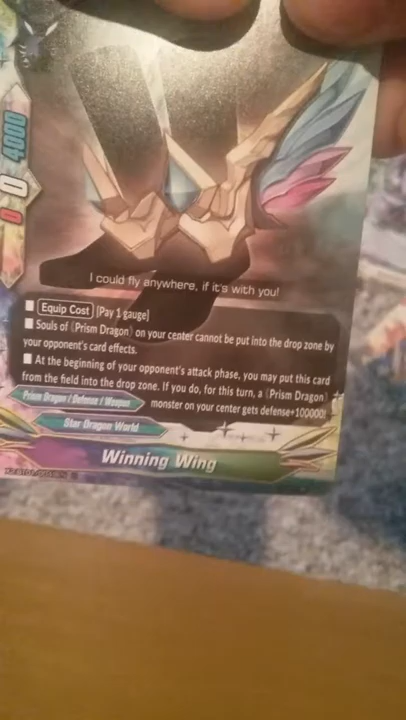 4000
0
0
I could fly anywhere, if it's with you!
■ Equip Cost [Pay 1 gauge]
■ Souls of 《Prism Dragon》 on your center cannot be put into the drop zone by
your opponent's card effects.
■ At the beginning of your opponent's attack phase, you may put this card
from the field into the drop zone. If you do, for this turn, a 《Prism Dragon》
monster on your center gets defense+100000!
Prism Dragon / Defense / Weapon
Star Dragon World
Winning Wing